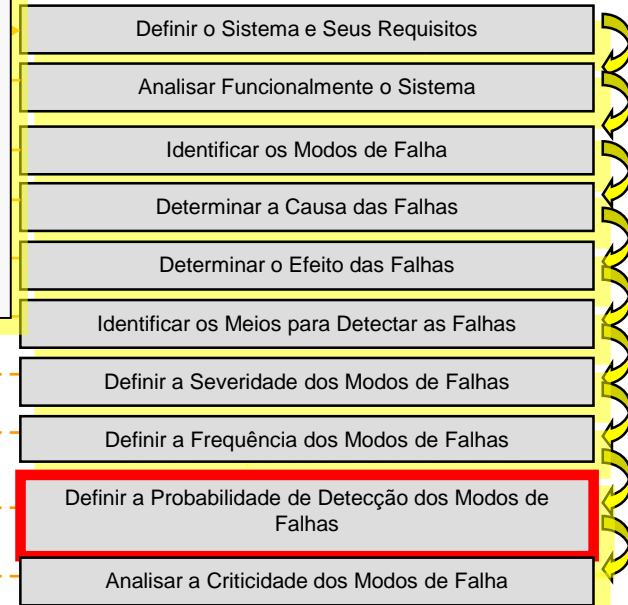 Definir o Sistema e Seus Requisitos
Analisar Funcionalmente o Sistema
Identificar os Modos de Falha
Determinar a Causa das Falhas
Determinar o Efeito das Falhas
Identificar os Meios para Detectar as Falhas
Definir a Severidade dos Modos de Falhas
Definir a Frequência dos Modos de Falhas
Definir a Probabilidade de Detecção dos Modos de
Falhas
Analisar a Criticidade dos Modos de Falha